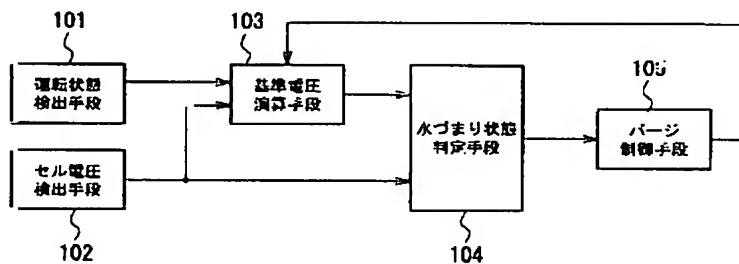 101
103
105
運転状態
検出手段
基準電圧
演算手段
水づまり状態
判定手段
パージ
制御手段
セル電圧
検出手段
102
104